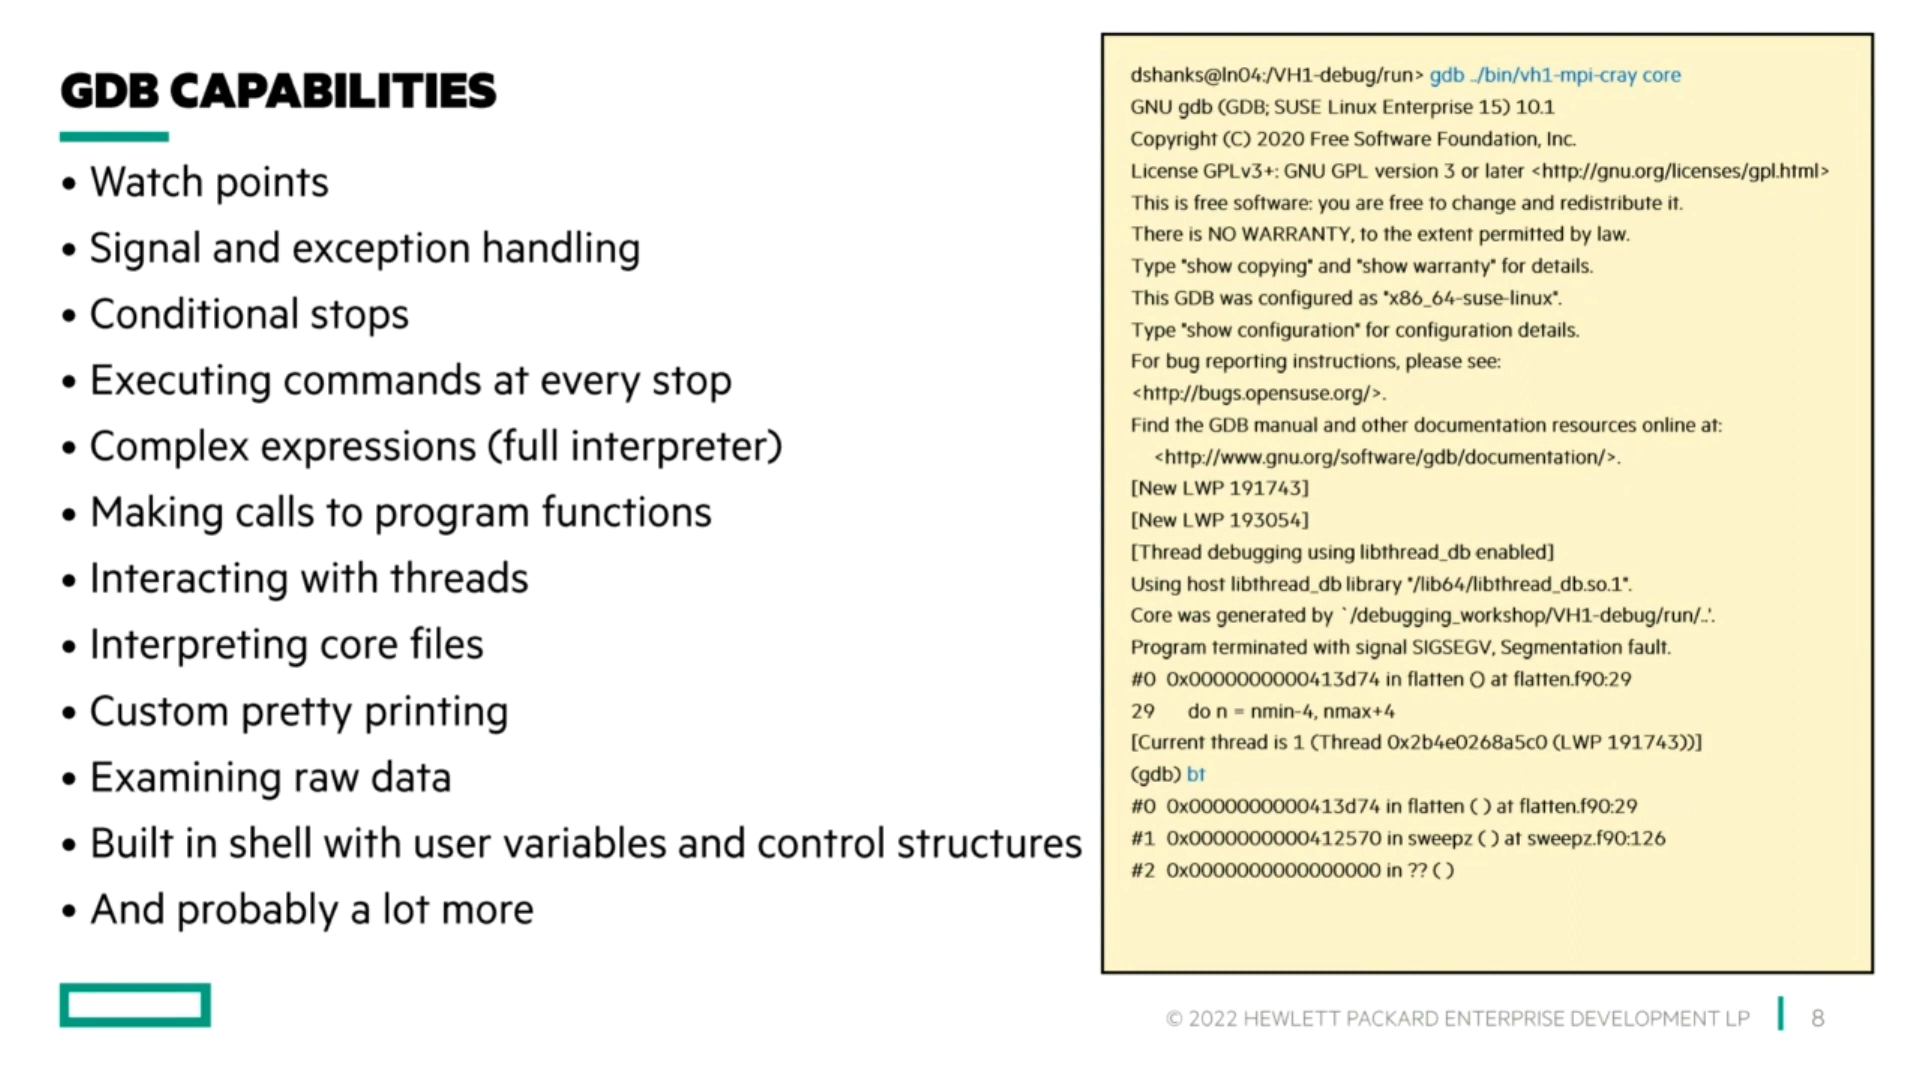 GDB CAPABILITIES
• Watch points
• Signal and exception handling
• Conditional stops
• Executing commands at every stop
• Complex expressions (full interpreter)
• Making calls to program functions
• Interacting with threads
• Interpreting core files
• Custom pretty printing
• Examining raw data
• Built in shell with user variables and control structures
• And probably a lot more
dshanks@ln04:/VH1-debug/run> gdb ../bin/vh1-mpi-cray core
GNU gdb (GDB; SUSE Linux Enterprise 15) 10.1
Copyright (C) 2020 Free Software Foundation, Inc.
License GPLv3+: GNU GPL version 3 or later <http://gnu.org/licenses/gpl.html>
This is free software: you are free to change and redistribute it.
There is NO WARRANTY, to the extent permitted by law.
Type "show copying" and "show warranty" for details.
This GDB was configured as "x86_64-suse-linux".
Type "show configuration" for configuration details.
For bug reporting instructions, please see:
<http://bugs.opensuse.org/>.
Find the GDB manual and other documentation resources online at:
<http://www.gnu.org/software/gdb/documentation/>.
[New LWP 191743]
[New LWP 193054]
[Thread debugging using libthread_db enabled]
Using host libthread_db library "/lib64/libthread_db.so.1".
Core was generated by `/debugging_workshop/VH1-debug/run/..'.
Program terminated with signal SIGSEGV, Segmentation fault.
#0 0x0000000000413d74 in flatten () at flatten.f90:29
29 do n = nmin-4, nmax+4
[Current thread is 1 (Thread 0x2b4e0268a5c0 (LWP 191743))]
(gdb) bt
#0 0x0000000000413d74 in flatten ( ) at flatten.f90:29
#1 0x0000000000412570 in sweepz ( ) at sweepz.f90:126
#2 0x0000000000000000 in ?? ( )
© 2022 HEWLETT PACKARD ENTERPRISE DEVELOPMENT LP 8